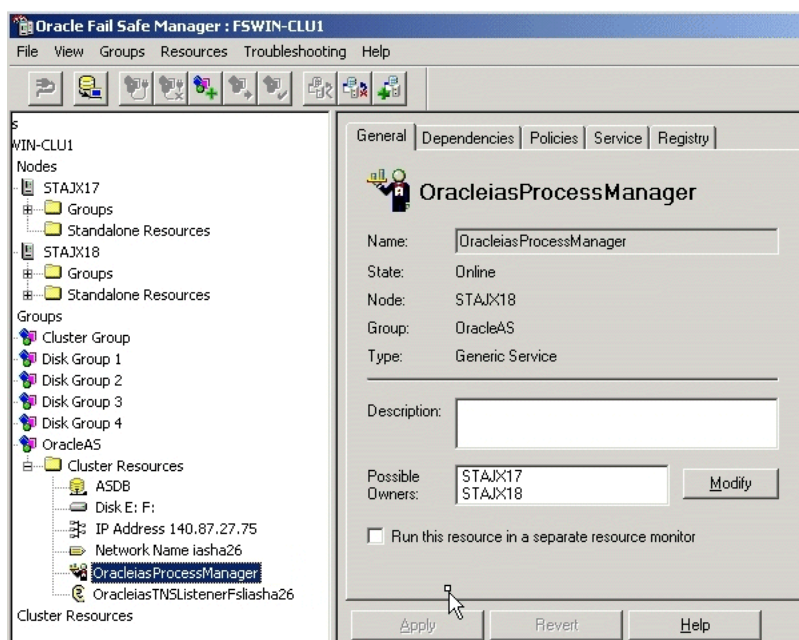 Oracle Fail Safe Manager : FSWIN-CLU1
File View Groups Resources Troubleshooting Help
s
WIN-CLU1
Nodes
STAJX17
Groups
Standalone Resources
STAJX18
Groups
Standalone Resources
Groups
Cluster Group
Disk Group 1
Disk Group 2
Disk Group 3
Disk Group 4
OracleAS
Cluster Resources
ASDB
Disk E: F:
IP Address 140.87.27.75
Network Name iasha26
OracleiasProcessManager
OracleiasTNSListenerFsliasha26
Cluster Resources
General Dependencies Policies Service Registry
OracleiasProcessManager
Name: OracleiasProcessManager
State: Online
Node: STAJX18
Group: OracleAS
Type: Generic Service
Description:
Possible Owners: STAJX17
STAJX18
Modify
Run this resource in a separate resource monitor
Apply Revert Help